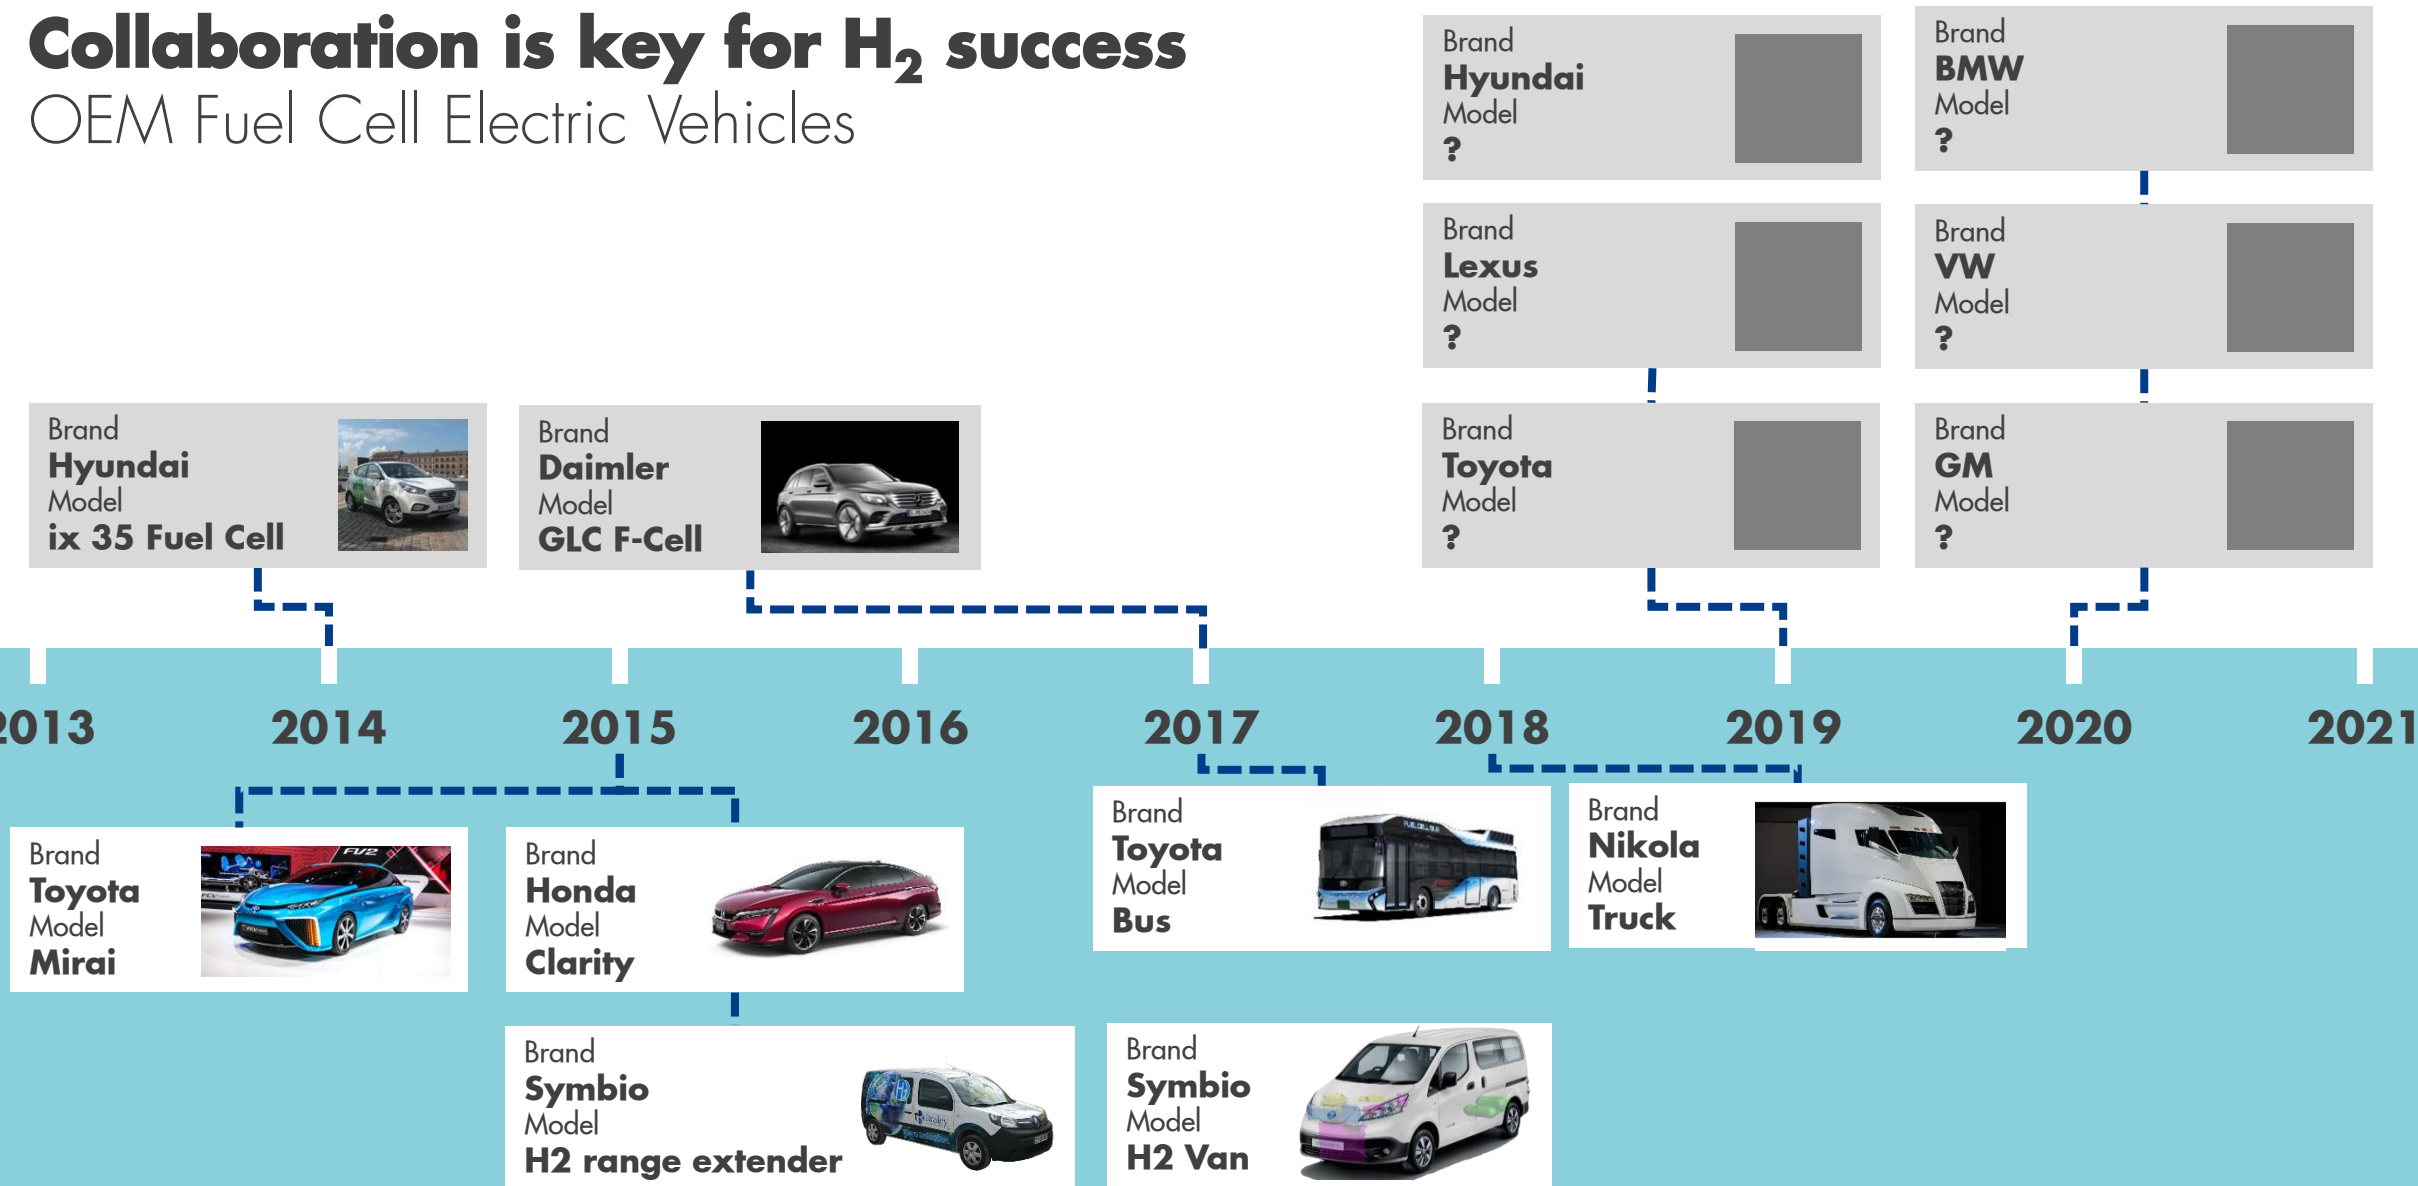 Collaboration is key for H₂ success
OEM Fuel Cell Electric Vehicles
Brand
Hyundai
Model
?
Brand
BMW
Model
?
Brand
Lexus
Model
?
Brand
VW
Model
?
Brand
Hyundai
Model
ix 35 Fuel Cell
Brand
Daimler
Model
GLC F-Cell
Brand
Toyota
Model
?
Brand
GM
Model
?
2013
2014
2015
2016
2017
2018
2019
2020
2021
Brand
Toyota
Model
Mirai
FV2
Brand
Honda
Model
Clarity
Brand
Toyota
Model
Bus
FUEL CELL BUS
Brand
Nikola
Model
Truck
Brand
Symbio
Model
H2 range extender
Brand
Symbio
Model
H2 Van